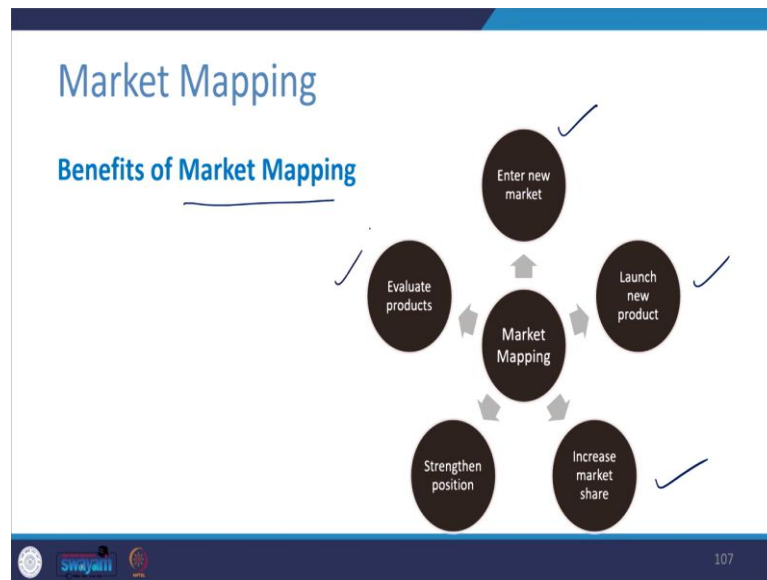 Market Mapping
Benefits of Market Mapping
Enter new
market
Launch
new
product
Increase
market
share
Strengthen
position
Evaluate
products
Market
Mapping
swayam
107